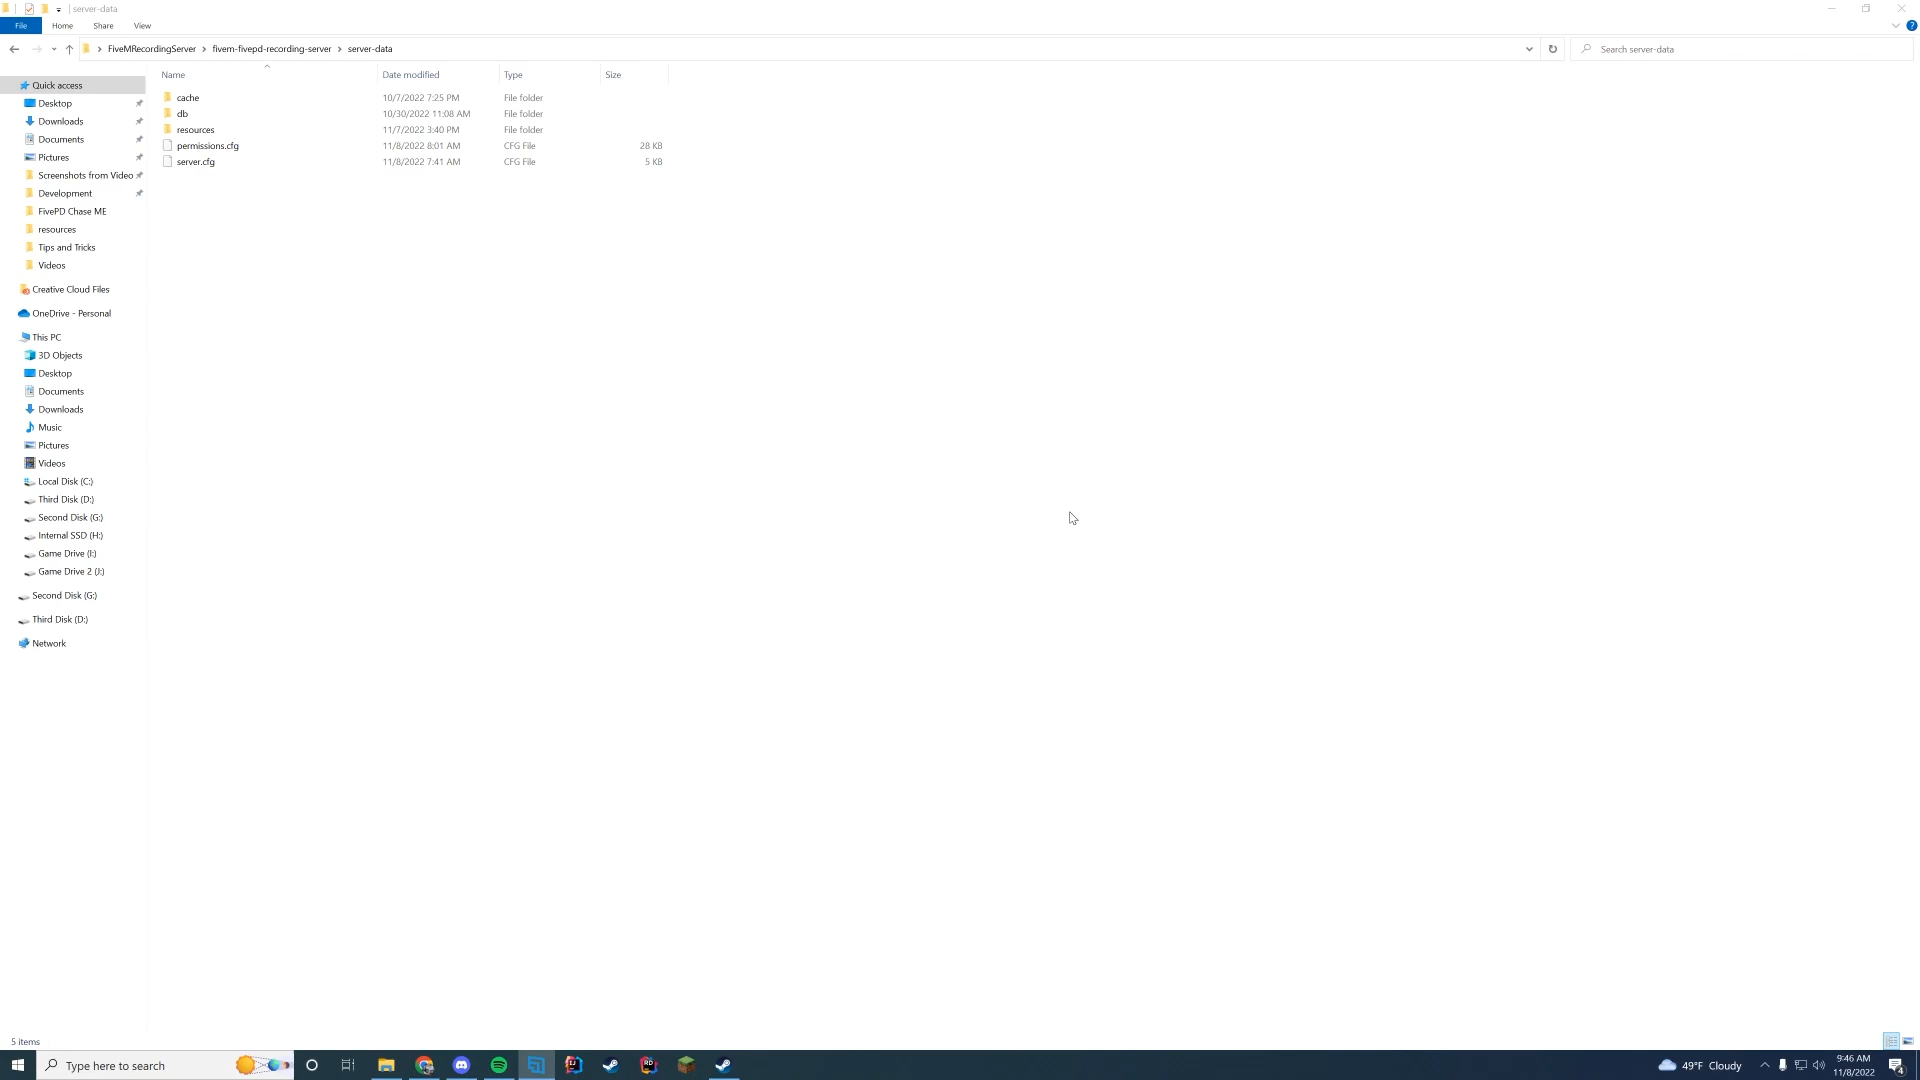 server-data
File Home Share View
FiveMRecordingServer fivem-fivepd-recording-server server-data
Search server-data
Name Date modified Type Size
cache 10/7/2022 7:25 PM File folder
db 10/30/2022 11:08 AM File folder
resources 11/7/2022 3:40 PM File folder
permissions.cfg 11/8/2022 8:01 AM CFG File 28 KB
server.cfg 11/8/2022 7:41 AM CFG File 5 KB
Quick access
Desktop
Downloads
Documents
Pictures
Screenshots from Video
Development
FivePD Chase ME
resources
Tips and Tricks
Videos
Creative Cloud Files
OneDrive - Personal
This PC
3D Objects
Desktop
Documents
Downloads
Music
Pictures
Videos
Local Disk (C:)
Third Disk (D:)
Second Disk (G:)
Internal SSD (H:)
Game Drive (I:)
Game Drive 2 (J:)
Second Disk (G:)
Third Disk (D:)
Network
5 items
Type here to search
49°F Cloudy
9:46 AM
11/8/2022
4